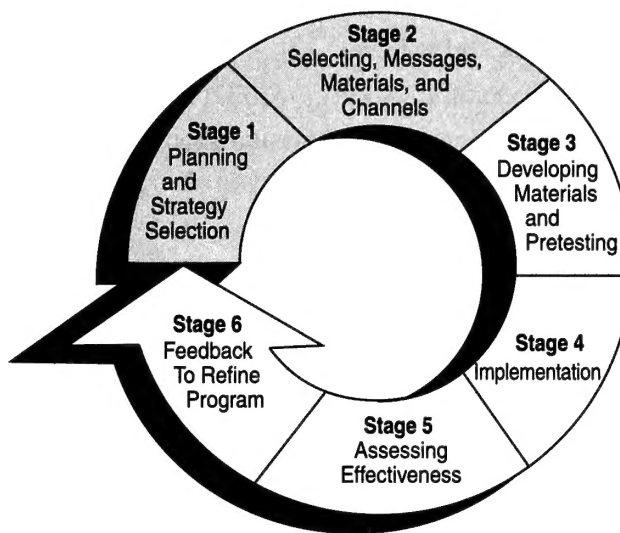 Stage 1
Planning
and
Strategy
Selection
Stage 2
Selecting, Messages,
Materials, and
Channels
Stage 3
Developing
Materials
and
Pretesting
Stage 4
Implementation
Stage 5
Assessing
Effectiveness
Stage 6
Feedback
To Refine
Program